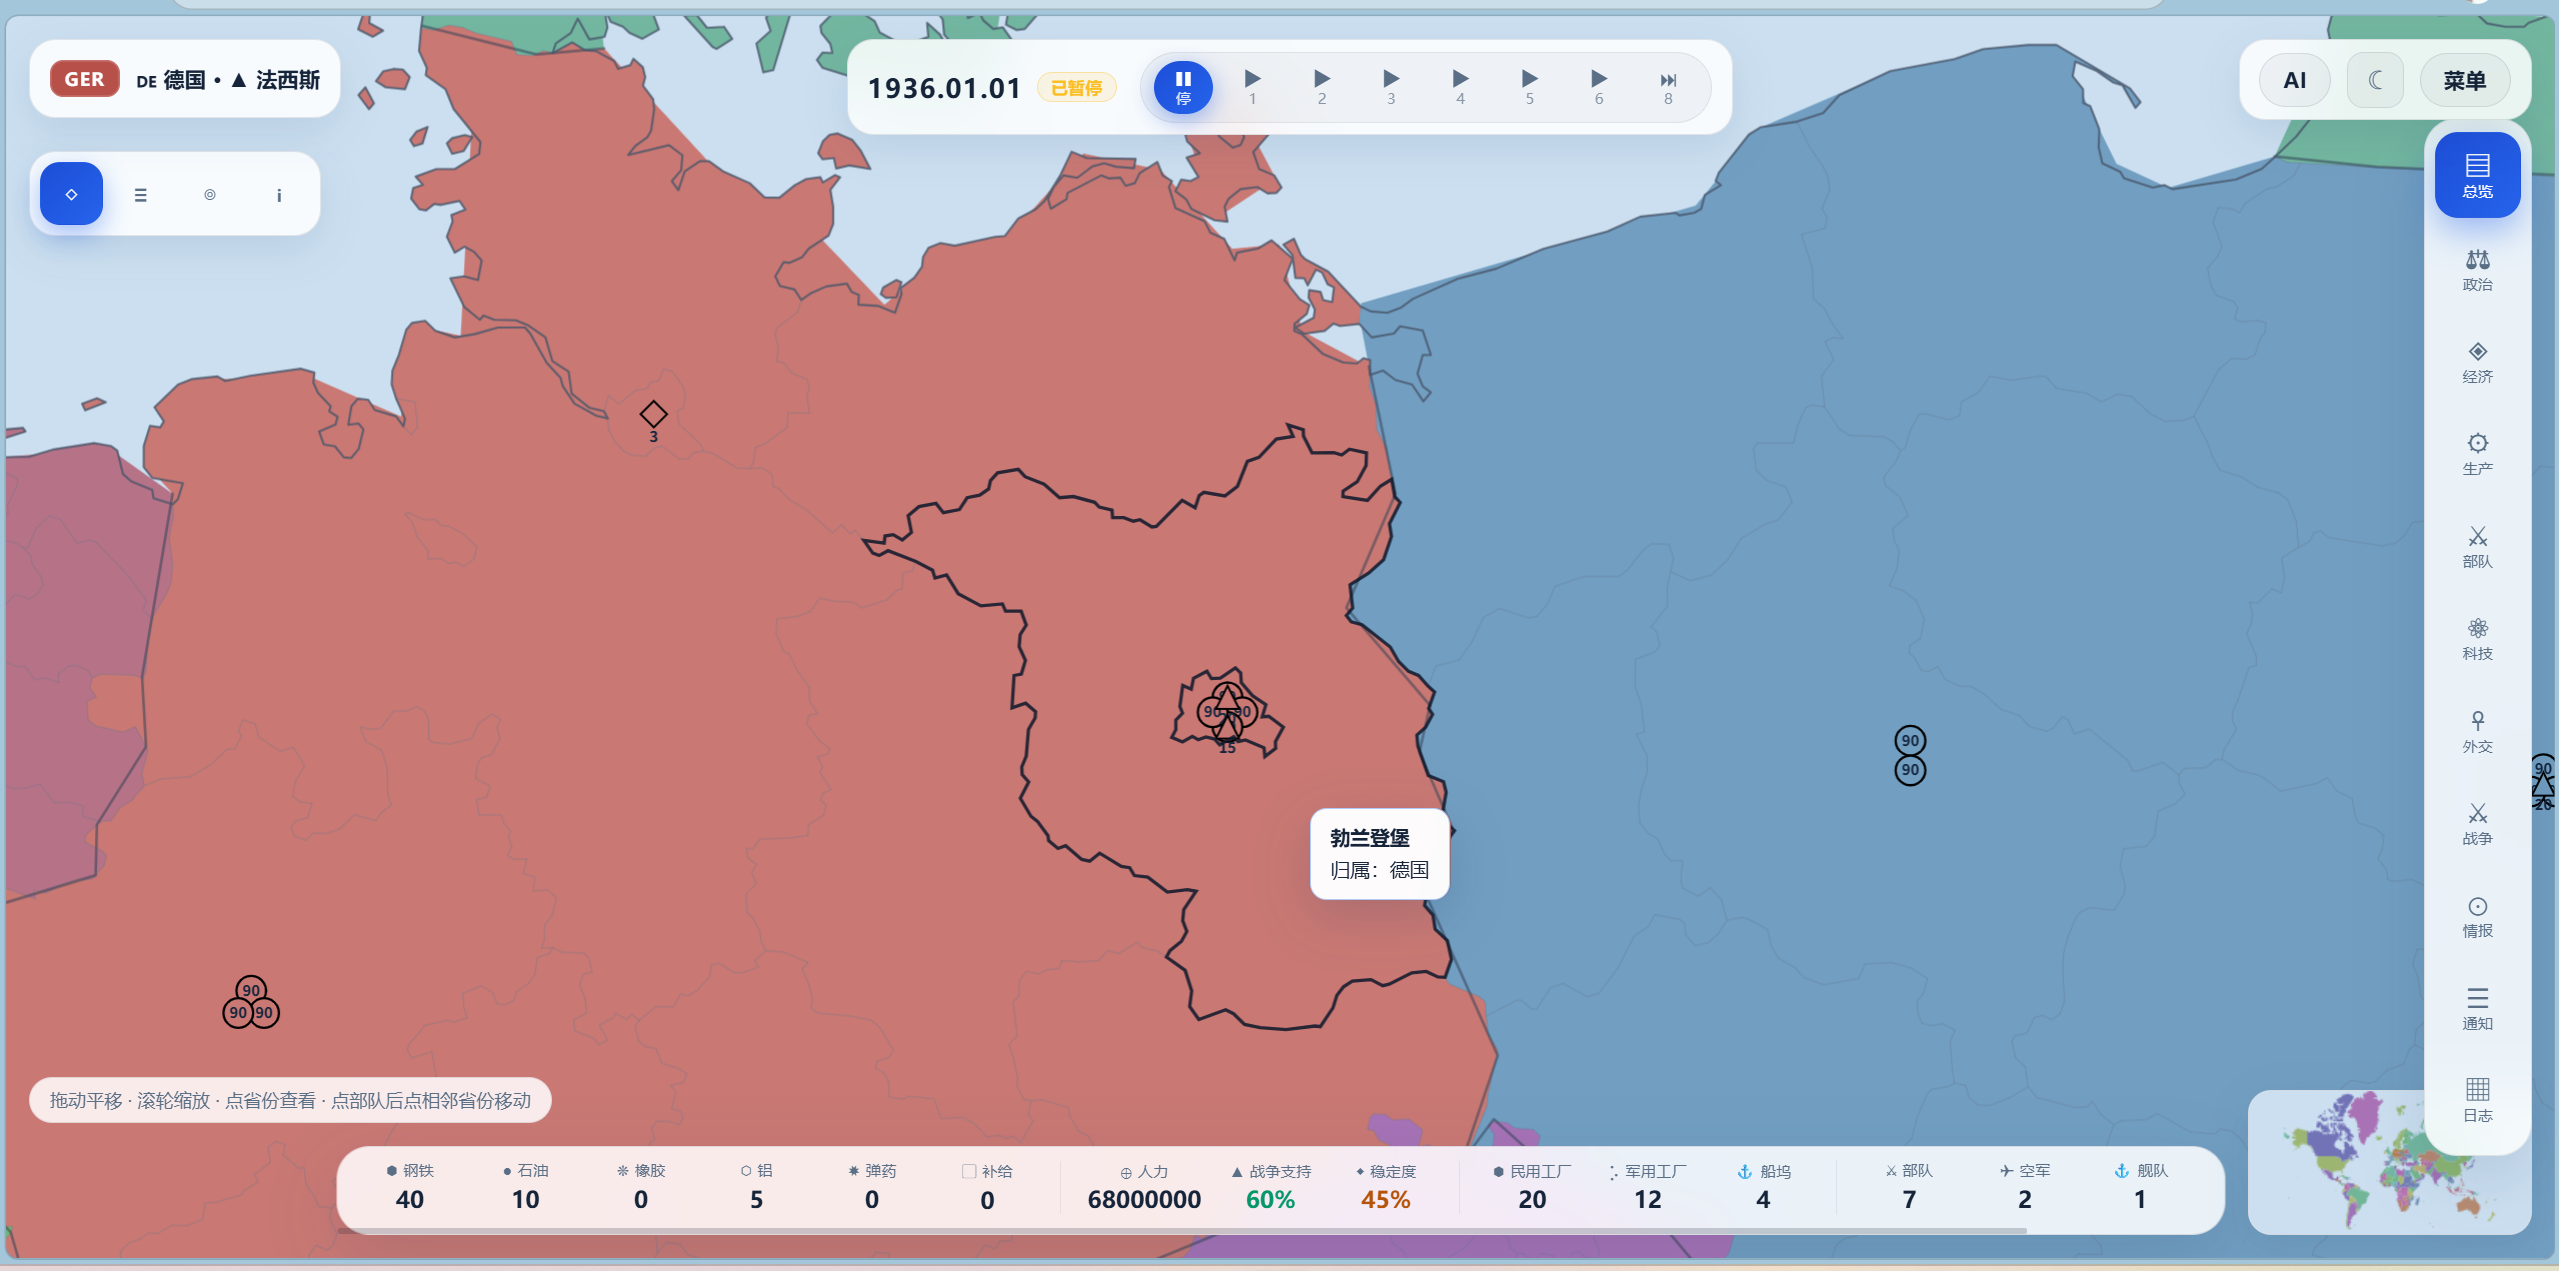 GER DE 德国 · ▲ 法西斯
1936.01.01 已暂停
停 1 2 3 4 5 6 8
AI 菜单
总览
政治
经济
生产
部队
科技
外交
战争
情报
通知
日志
3
90 90
15
90
90
90
20
90
90 90
勃兰登堡
归属：德国
拖动平移 · 滚轮缩放 · 点省份查看 · 点部队后点相邻省份移动
钢铁 石油 橡胶 铝 弹药 补给 人力 战争支持 稳定度 民用工厂 军用工厂 船坞 部队 空军 舰队
40 10 0 5 0 0 68000000 60% 45% 20 12 4 7 2 1